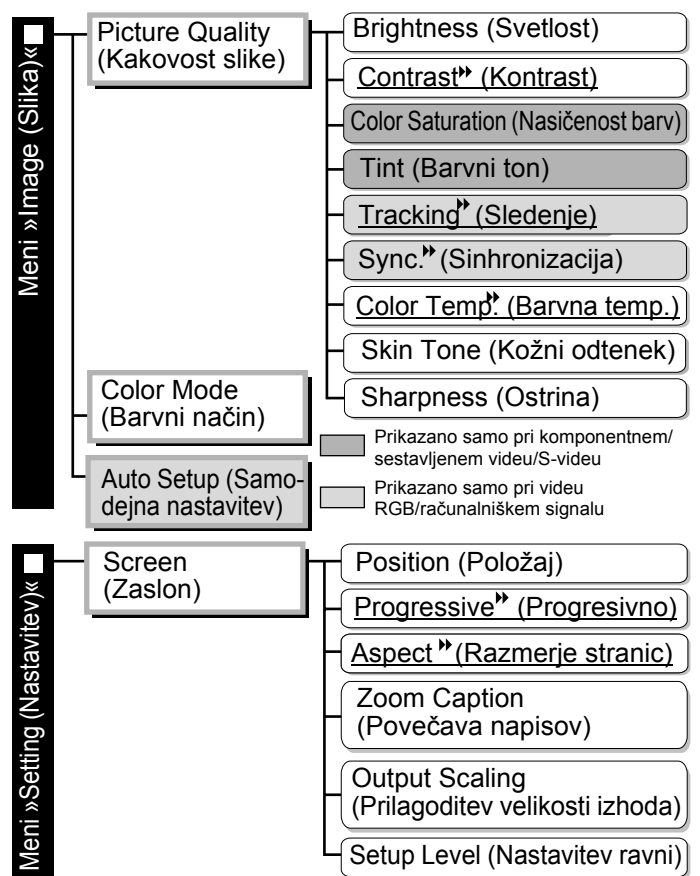 Meni »Image (Slika)«
Picture Quality
(Kakovost slike)
Brightness (Svetlost)
Contrast (Kontrast)
Color Saturation (Nasičenost barv)
Tint (Barvni ton)
Tracking (Sledenje)
Sync. (Sinhronizacija)
Color Temp. (Barvna temp.)
Skin Tone (Kožni odtenek)
Sharpness (Ostrina)
Color Mode
(Barvni način)
Auto Setup (Samo-
dejna nastavitev)
Prikazano samo pri komponentnem/
sestavljenem videu/S-videu
Prikazano samo pri videu
RGB/računalniškem signalu
Meni »Setting (Nastavitev)«
Screen
(Zaslon)
Position (Položaj)
Progressive (Progresivno)
Aspect (Razmerje stranic)
Zoom Caption
(Povečava napisov)
Output Scaling
(Prilagoditev velikosti izhoda)
Setup Level (Nastavitev ravni)